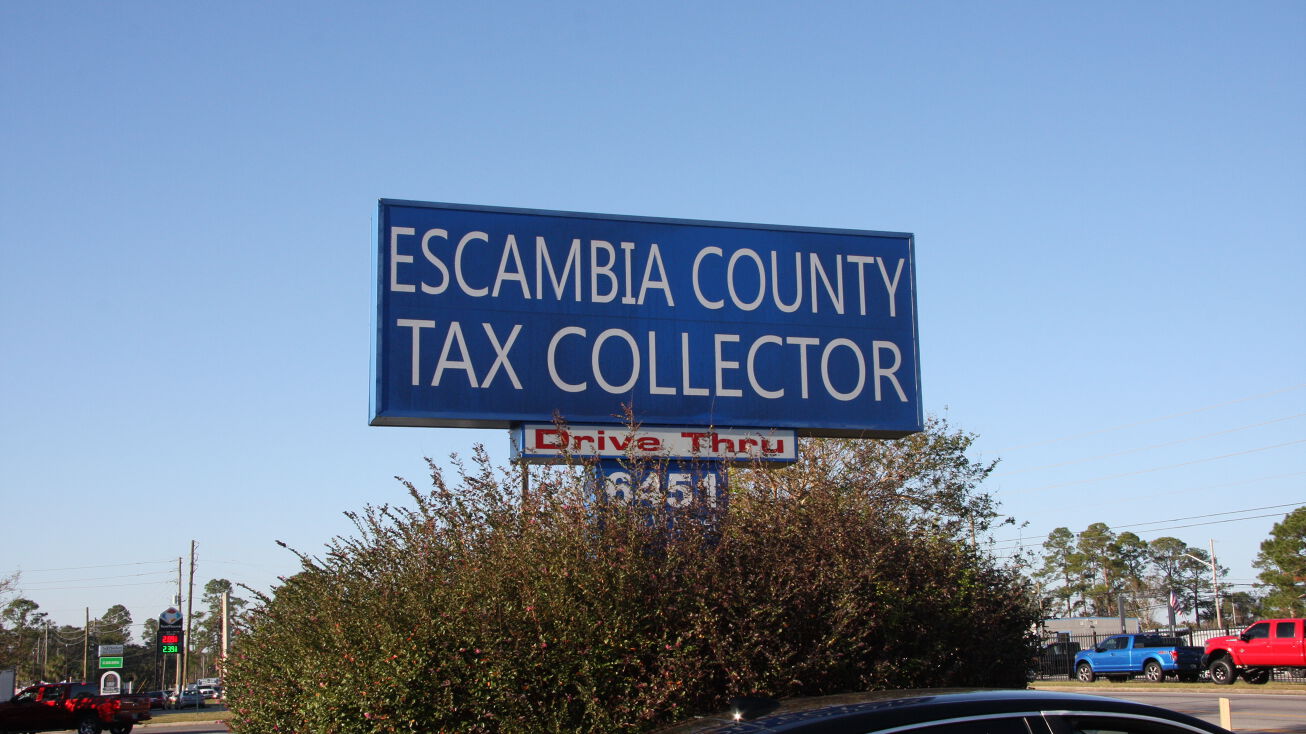 ESCAMBIA COUNTY
TAX COLLECTOR
Drive Thru
6451